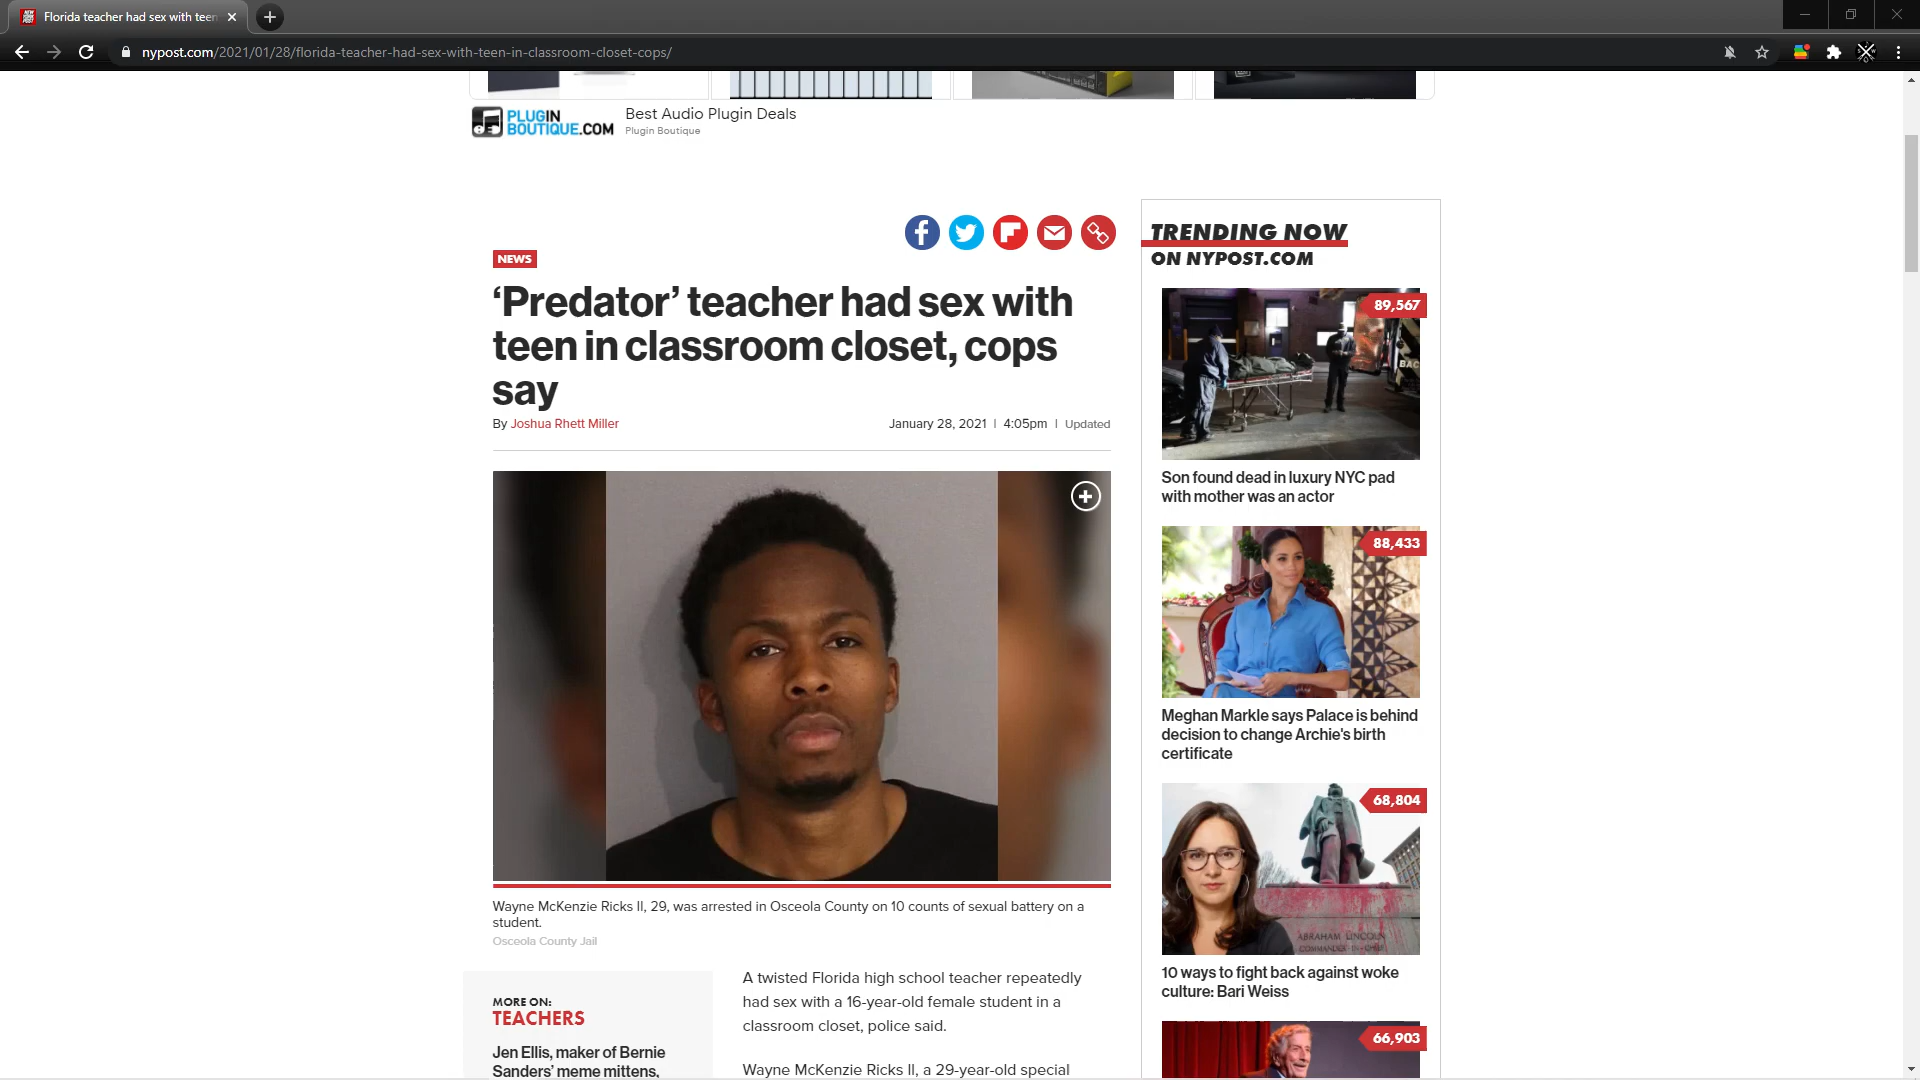 Florida teacher had sex with teen
nypost.com/2021/01/28/florida-teacher-had-sex-with-teen-in-classroom-closet-cops/
PLUGIN
BOUTIQUE.COM
Best Audio Plugin Deals
Plugin Boutique
NEWS
‘Predator’ teacher had sex with
teen in classroom closet, cops
say
By Joshua Rhett Miller
January 28, 2021 | 4:05pm | Updated
Wayne McKenzie Ricks II, 29, was arrested in Osceola County on 10 counts of sexual battery on a
student.
Osceola County Jail
MORE ON:
TEACHERS
Jen Ellis, maker of Bernie
Sanders’ meme mittens,
A twisted Florida high school teacher repeatedly
had sex with a 16-year-old female student in a
classroom closet, police said.
Wayne McKenzie Ricks II, a 29-year-old special
TRENDING NOW
ON NYPOST.COM
89,567
BAC
Son found dead in luxury NYC pad
with mother was an actor
88,433
Meghan Markle says Palace is behind
decision to change Archie's birth
certificate
68,804
ABRAHAM LINCOLN
COMMANDER-IN-CHIEF
10 ways to fight back against woke
culture: Bari Weiss
66,903